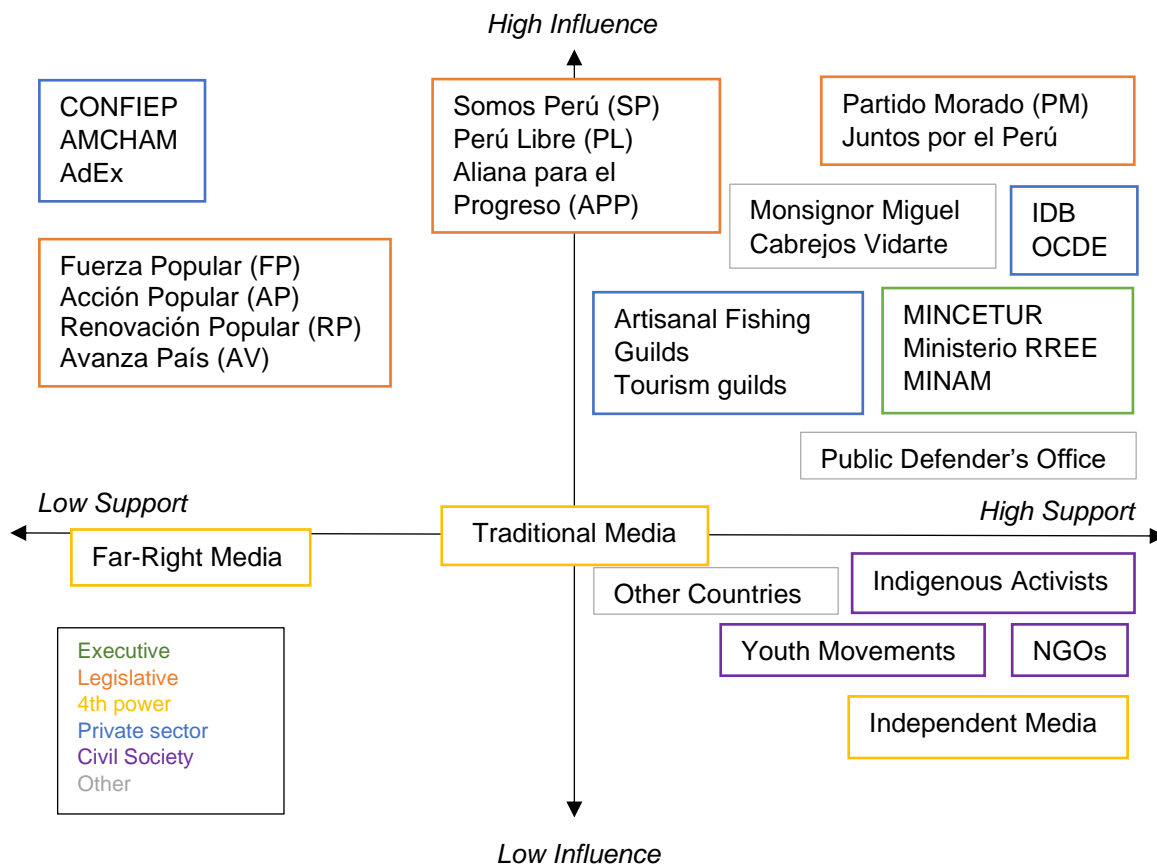 High Influence
CONFIEP
AMCHAM
AdEx
Somos Perú (SP)
Perú Libre (PL)
Aliana para el
Progreso (APP)
Partido Morado (PM)
Juntos por el Perú
Monsignor Miguel
Cabrejos Vidarte
IDB
OCDE
Fuerza Popular (FP)
Acción Popular (AP)
Renovación Popular (RP)
Avanza País (AV)
Artisanal Fishing
Guilds
Tourism guilds
MINCETUR
Ministerio RREE
MINAM
Public Defender’s Office
Low Support
High Support
Traditional Media
Far-Right Media
Other Countries
Indigenous Activists
Youth Movements
NGOs
Independent Media
Executive
Legislative
4th power
Private sector
Civil Society
Other
Low Influence